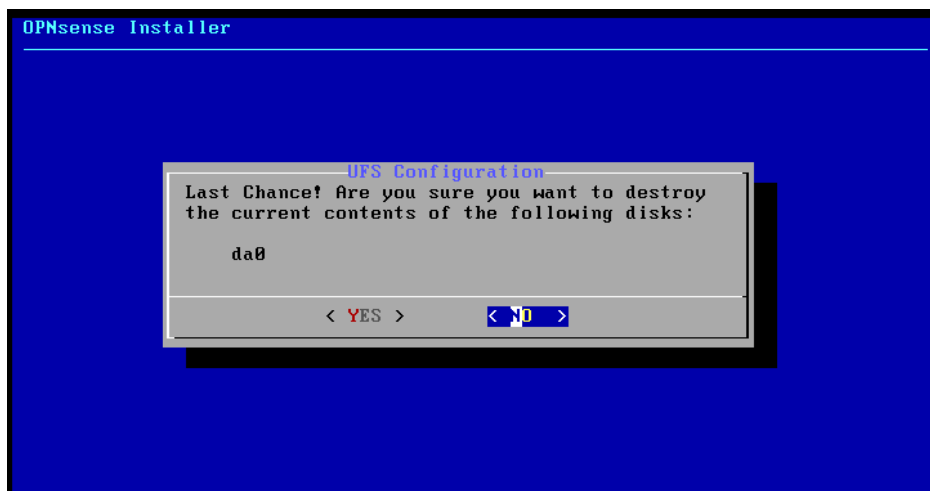 OPNsense Installer
UFS Configuration
Last Chance! Are you sure you want to destroy
the current contents of the following disks:
da0
< YES > < NO >